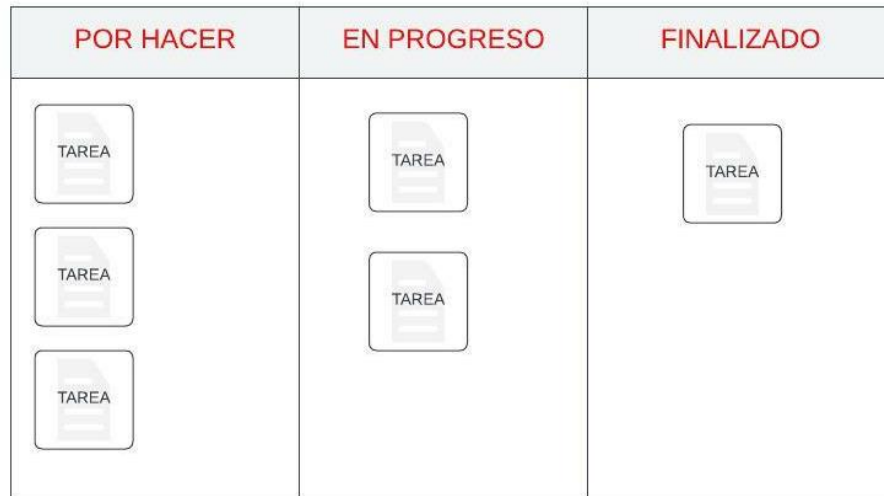 POR HACER
EN PROGRESO
FINALIZADO
TAREA
TAREA
TAREA
TAREA
TAREA
TAREA